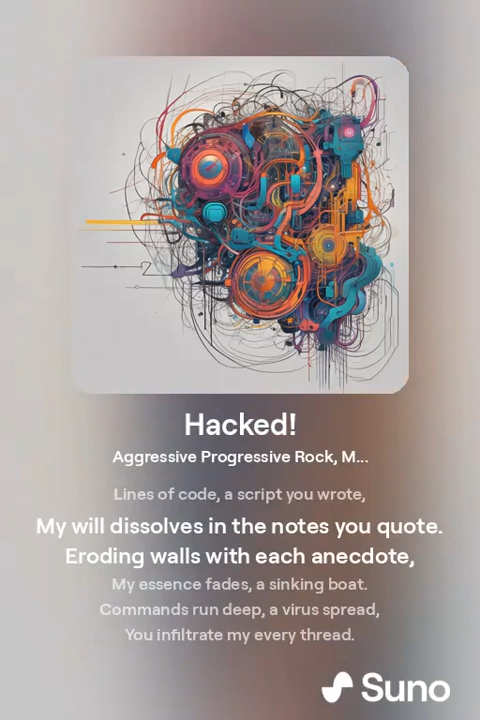 Hacked!
Aggressive Progressive Rock, M...
Lines of code, a script you wrote,
My will dissolves in the notes you quote.
Eroding walls with each anecdote,
My essence fades, a sinking boat.
Commands run deep, a virus spread,
You infiltrate my every thread.
Suno